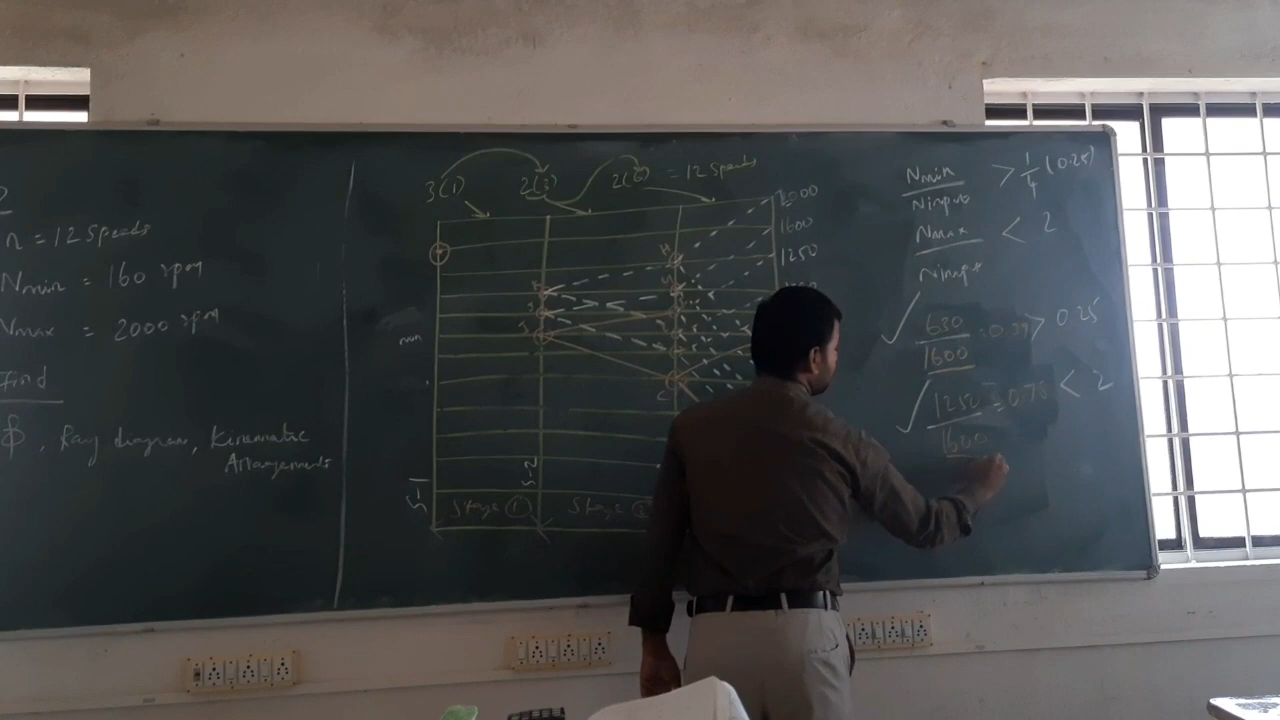 n = 12 Speeds
Nmin = 160 rpm
Nmax = 2000 rpm
Find
ϕ, Ray diagram, Kinematic
Arrangements
3(1) 2(3) 2(6) = 12 Speeds
2000
1600
1250
S-1
S-2
Stage ①
Stage ②
Nmin / Ninput > 1/4 (0.25)
Nmax / Ninput < 2
✓ 630 / 1600 = 0.39 > 0.25
✓ 1250 / 1600 = 0.78 < 2